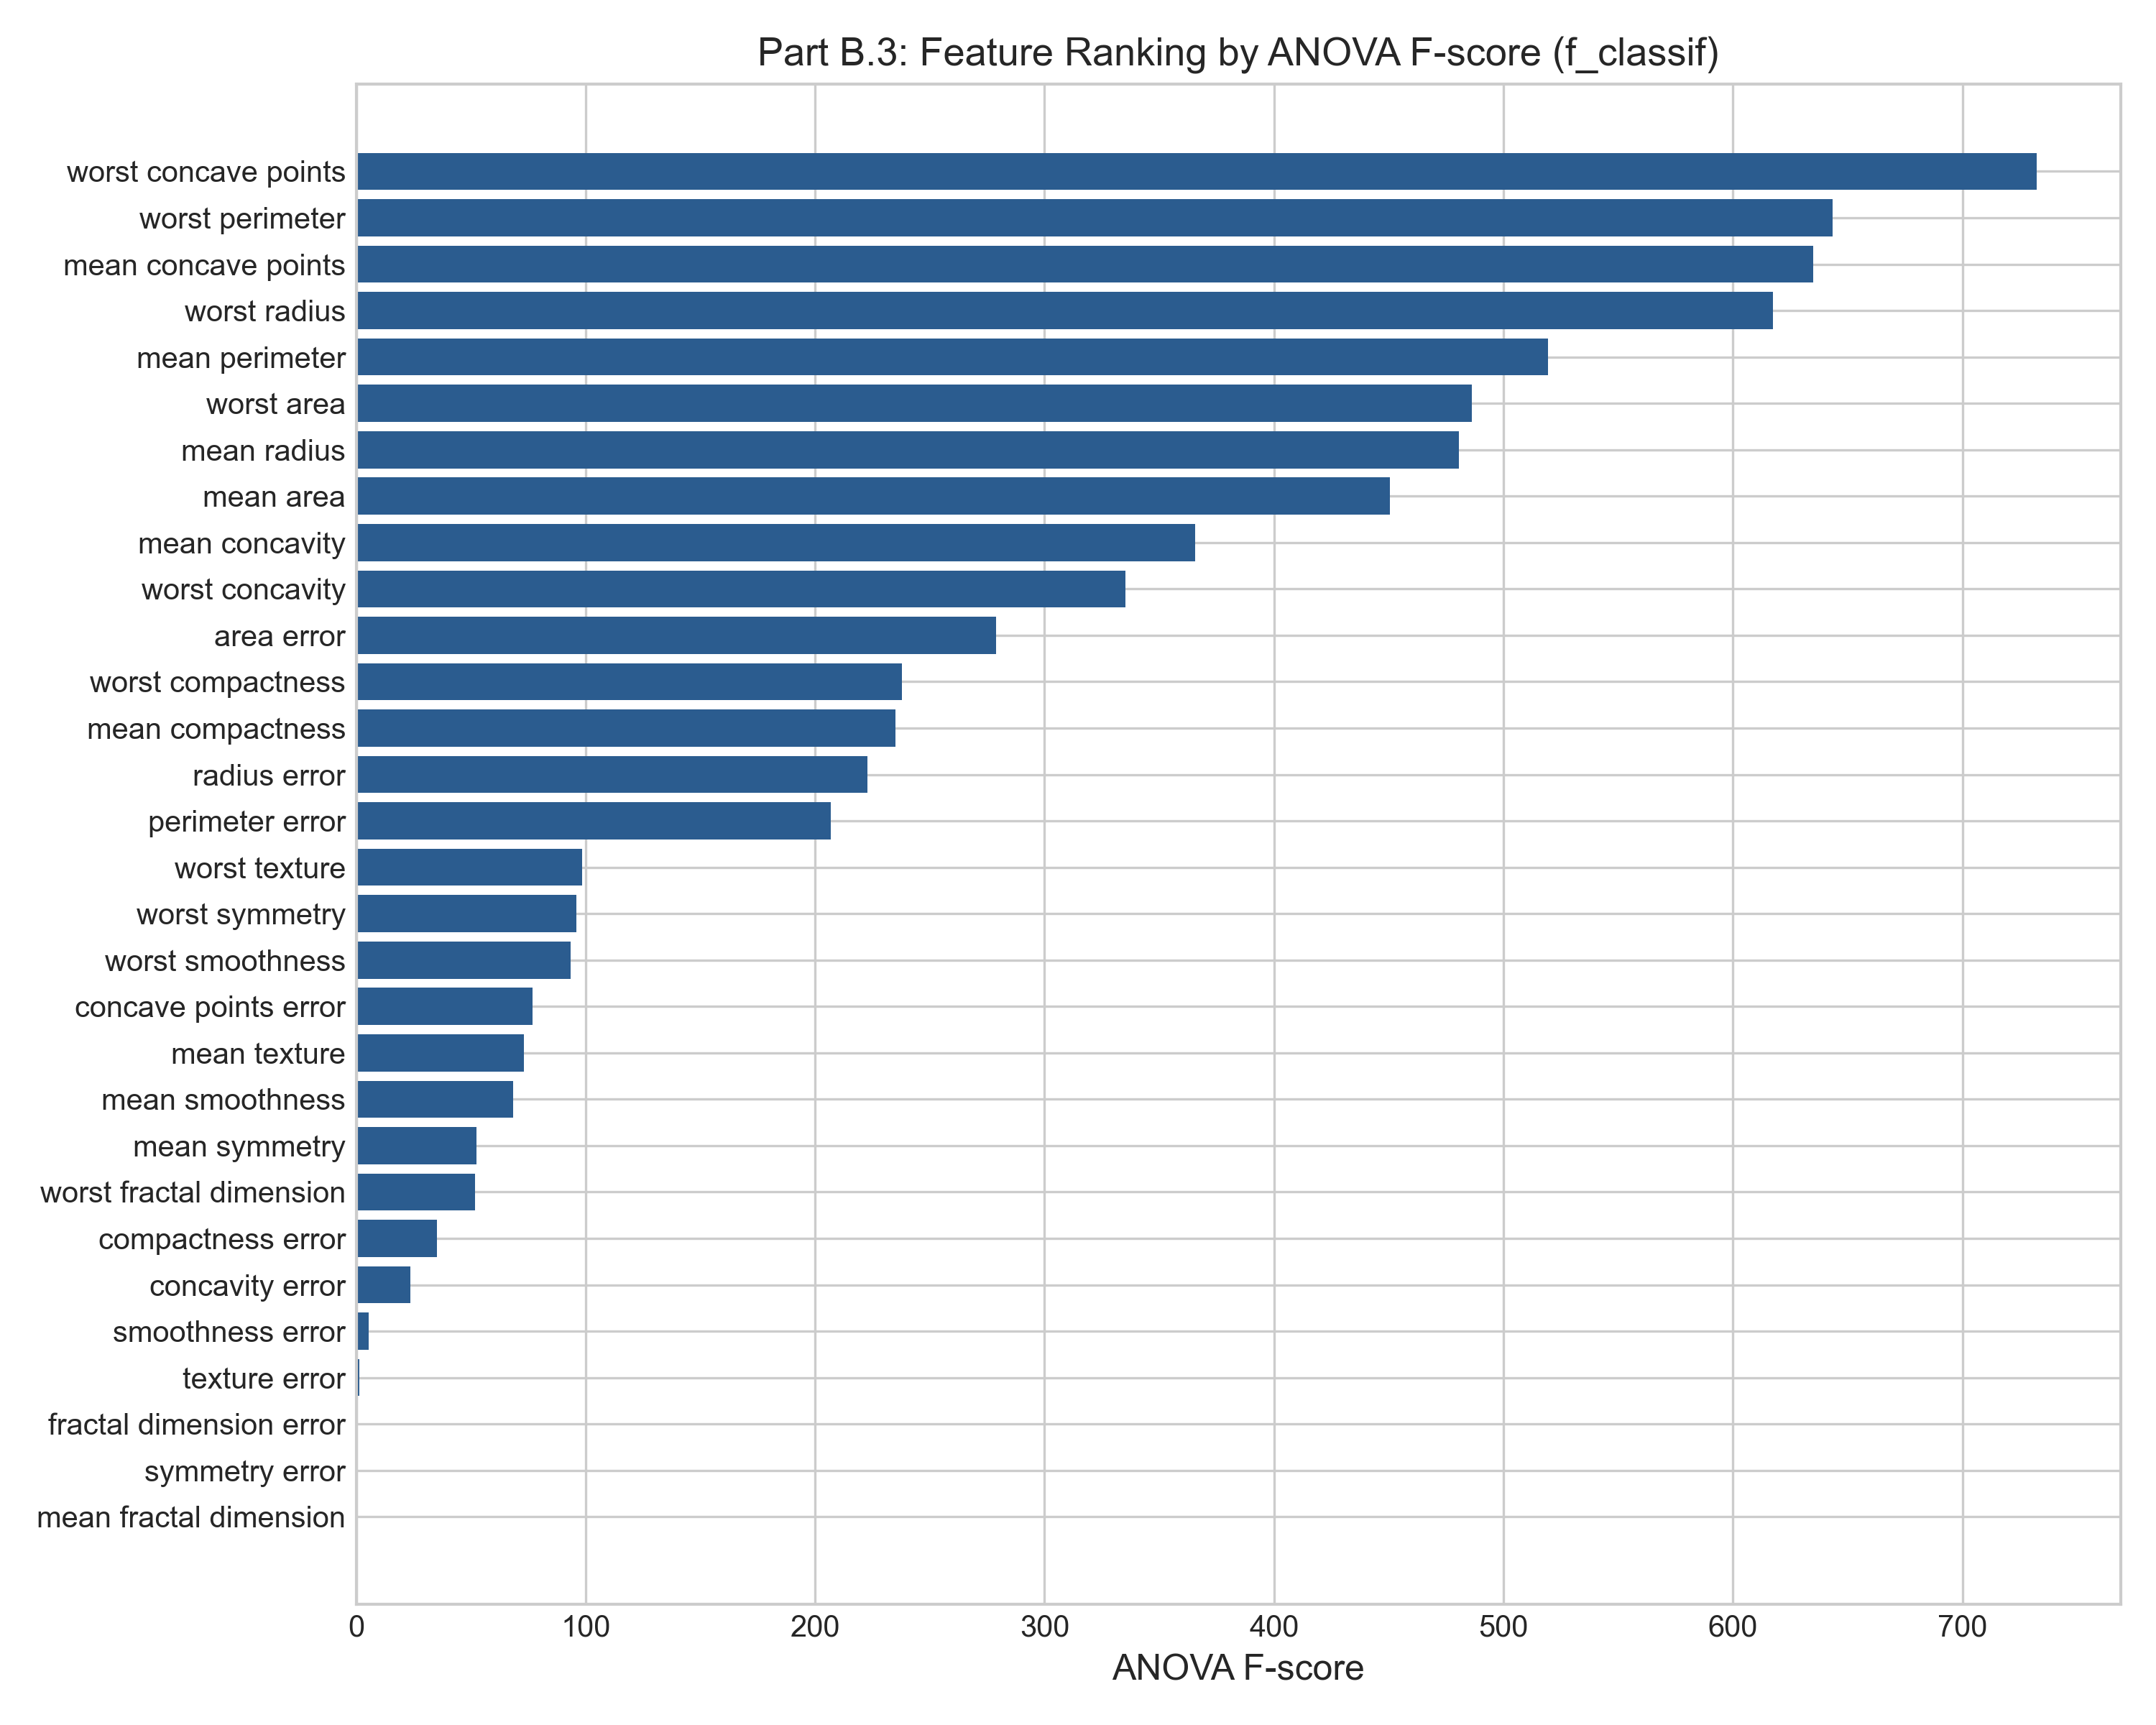 Part B.3: Feature Ranking by ANOVA F-score (f_classif)
worst concave points
worst perimeter
mean concave points
worst radius
mean perimeter
worst area
mean radius
mean area
mean concavity
worst concavity
area error
worst compactness
mean compactness
radius error
perimeter error
worst texture
worst symmetry
worst smoothness
concave points error
mean texture
mean smoothness
mean symmetry
worst fractal dimension
compactness error
concavity error
smoothness error
texture error
fractal dimension error
symmetry error
mean fractal dimension
0 100 200 300 400 500 600 700
ANOVA F-score